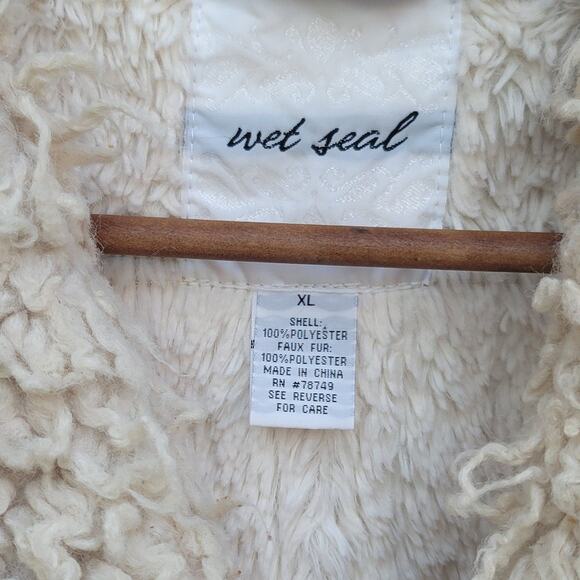 wet seal
XL
SHELL:
100%POLYESTER
FAUX FUR:
100%POLYESTER
MADE IN CHINA
RN #78749
SEE REVERSE
FOR CARE